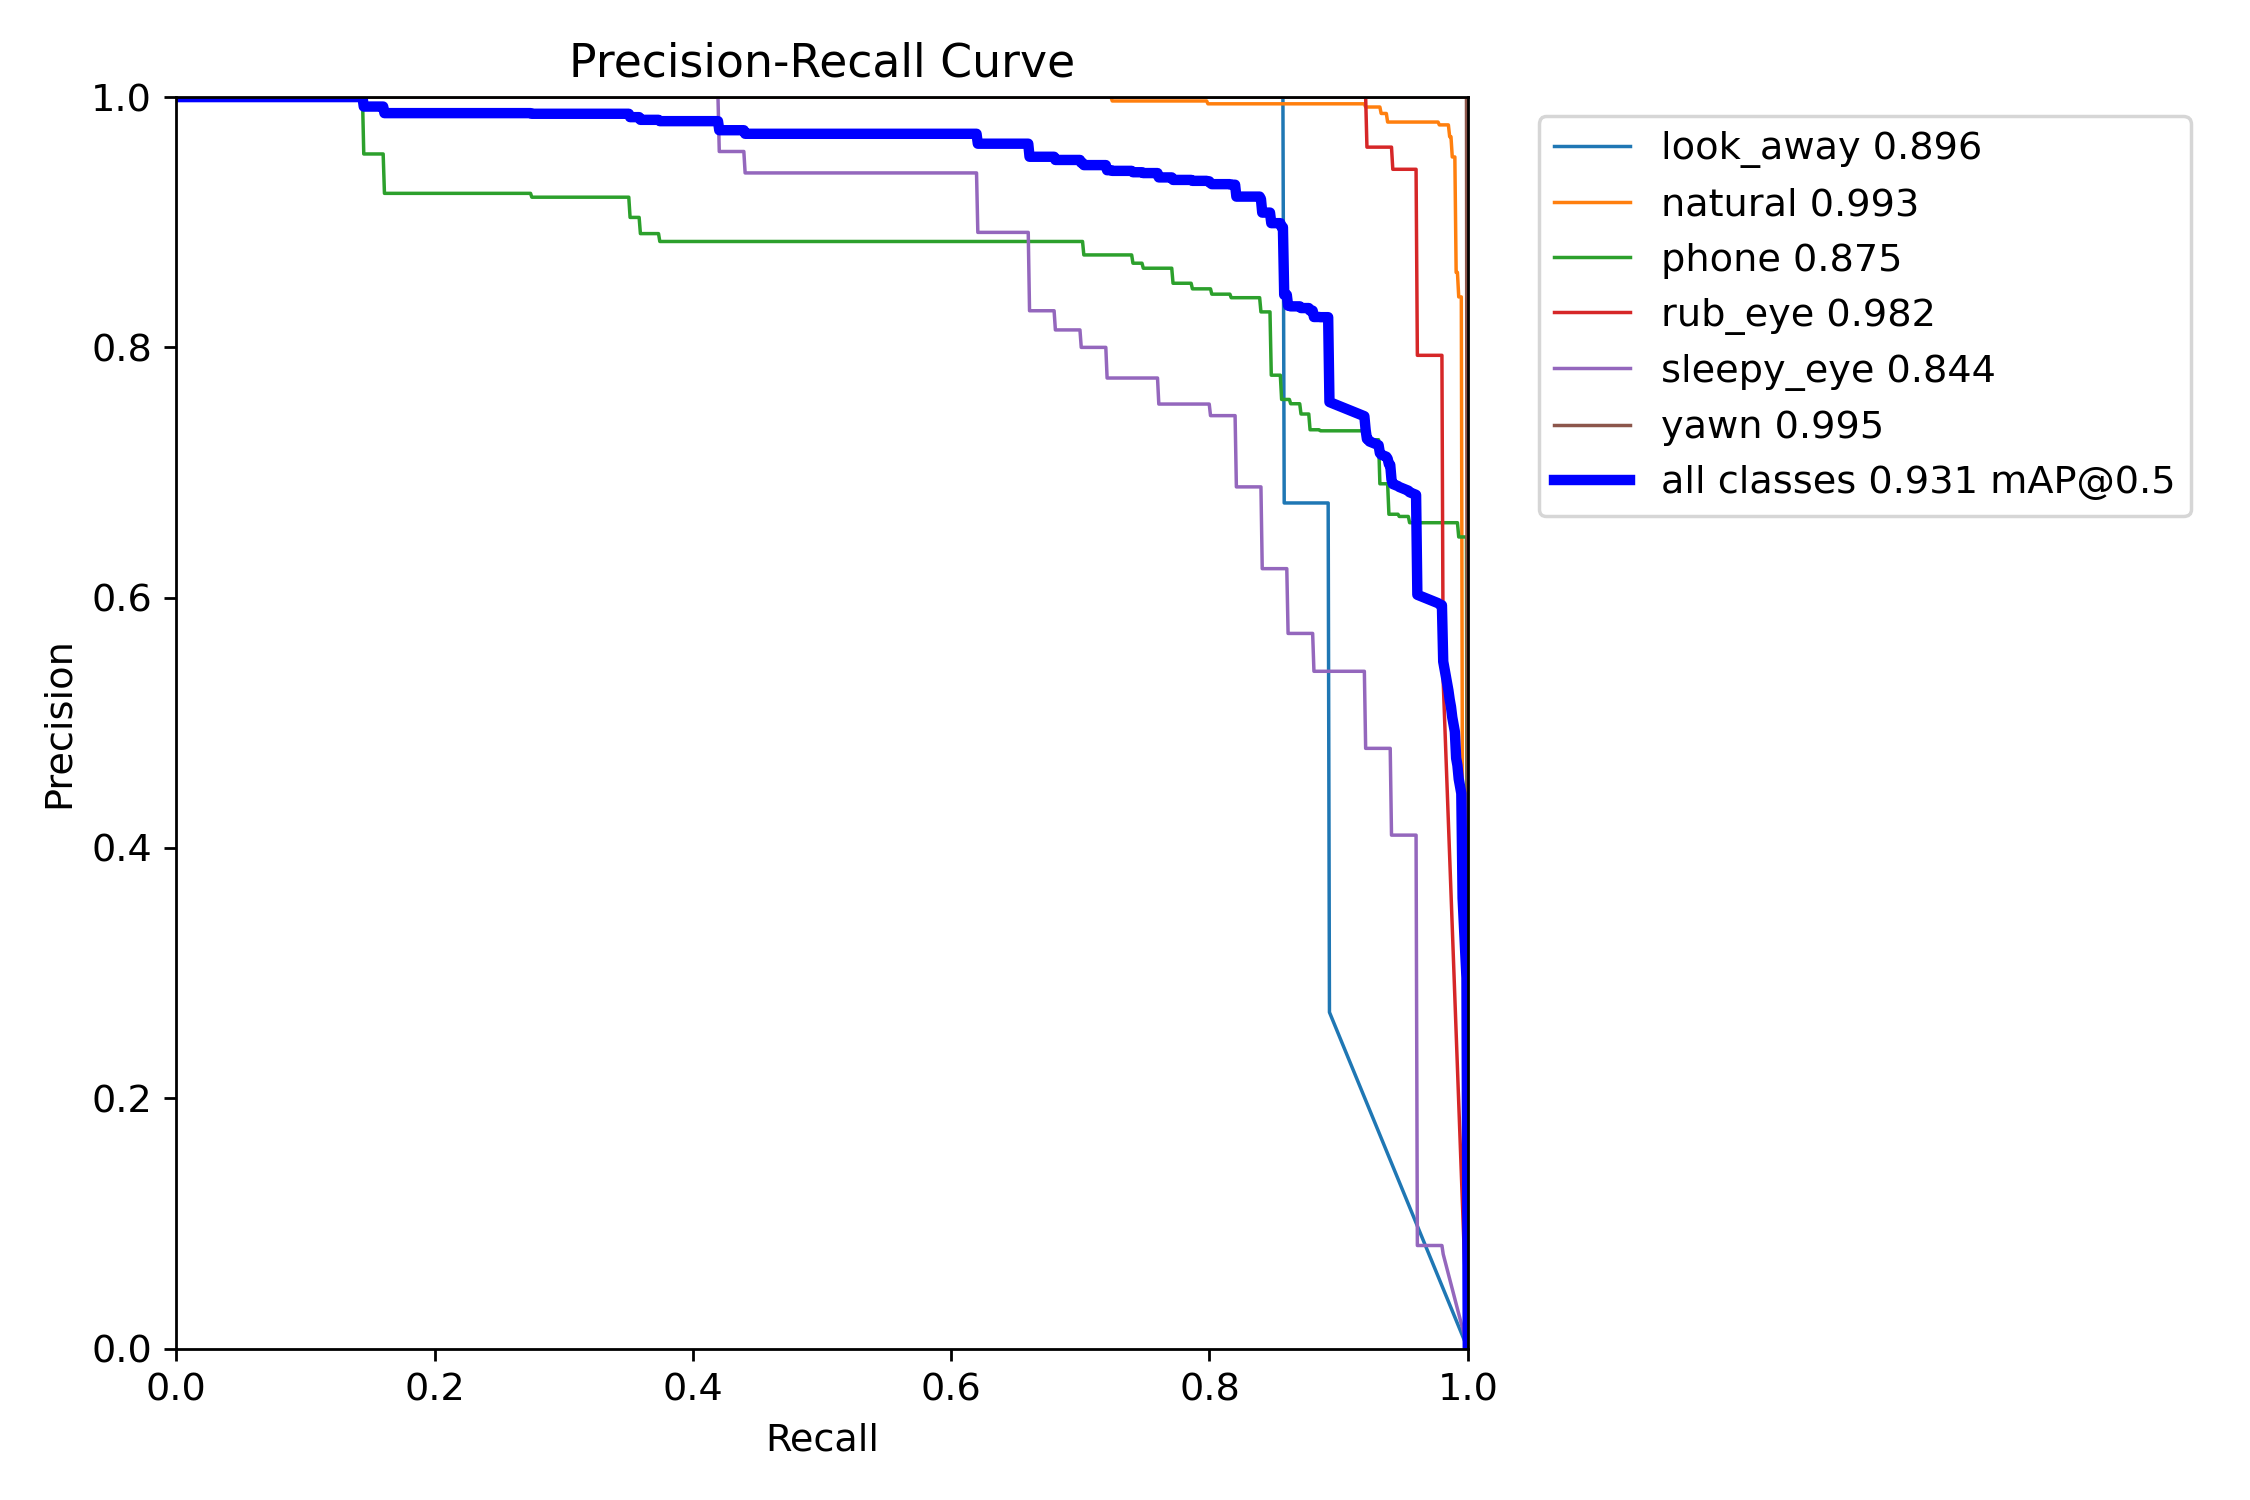 Precision-Recall Curve
1.0
0.8
0.6
0.4
0.2
0.0
Precision
0.0 0.2 0.4 0.6 0.8 1.0
Recall
look_away 0.896
natural 0.993
phone 0.875
rub_eye 0.982
sleepy_eye 0.844
yawn 0.995
all classes 0.931 mAP@0.5